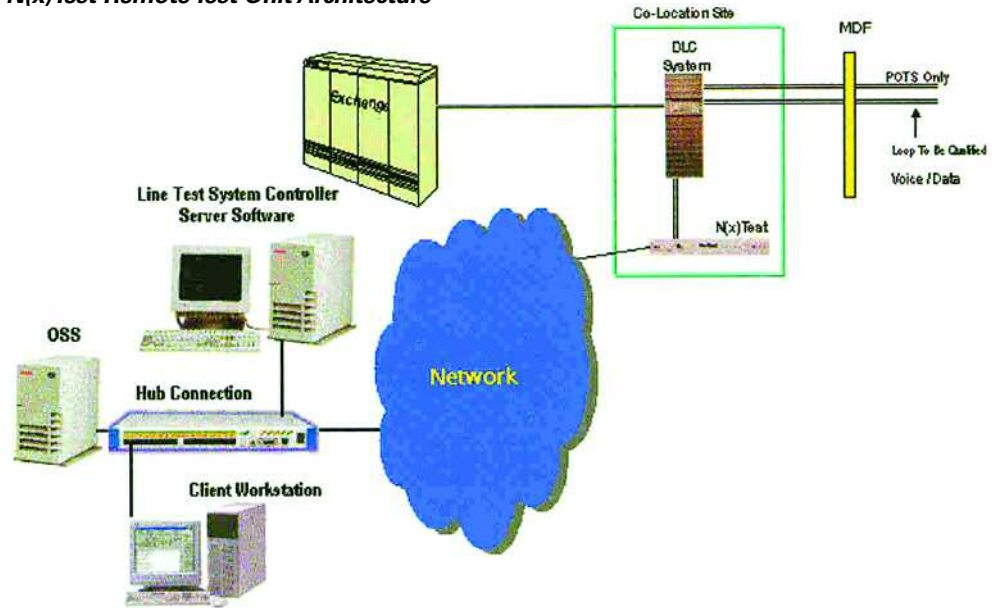 N(x)Test Remote Test Unit Architecture
Co-Location Site
DLC
System
MDF
POTS Only
Exchange
Loop To Be Qualified
Voice / Data
Line Test System Controller
Server Software
N(x)Test
OSS
Network
Hub Connection
Client Workstation